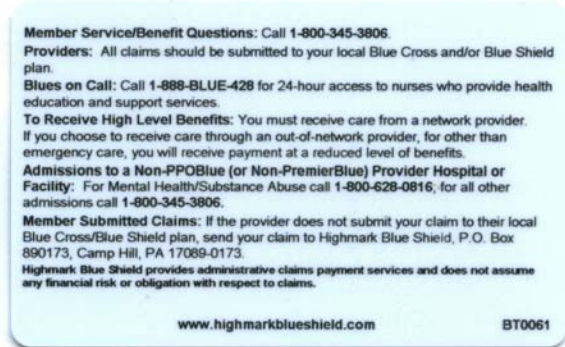 Member Service/Benefit Questions: Call 1-800-345-3806.
Providers: All claims should be submitted to your local Blue Cross and/or Blue Shield
plan.
Blues on Call: Call 1-888-BLUE-428 for 24-hour access to nurses who provide health
education and support services.
To Receive High Level Benefits: You must receive care from a network provider.
If you choose to receive care through an out-of-network provider, for other than
emergency care, you will receive payment at a reduced level of benefits.
Admissions to a Non-PPOBlue (or Non-PremierBlue) Provider Hospital or
Facility: For Mental Health/Substance Abuse call 1-800-628-0816; for all other
admissions call 1-800-345-3806.
Member Submitted Claims: If the provider does not submit your claim to their local
Blue Cross/Blue Shield plan, send your claim to Highmark Blue Shield, P.O. Box
890173, Camp Hill, PA 17089-0173.
Highmark Blue Shield provides administrative claims payment services and does not assume
any financial risk or obligation with respect to claims.
www.highmarkblueshield.com BT0061